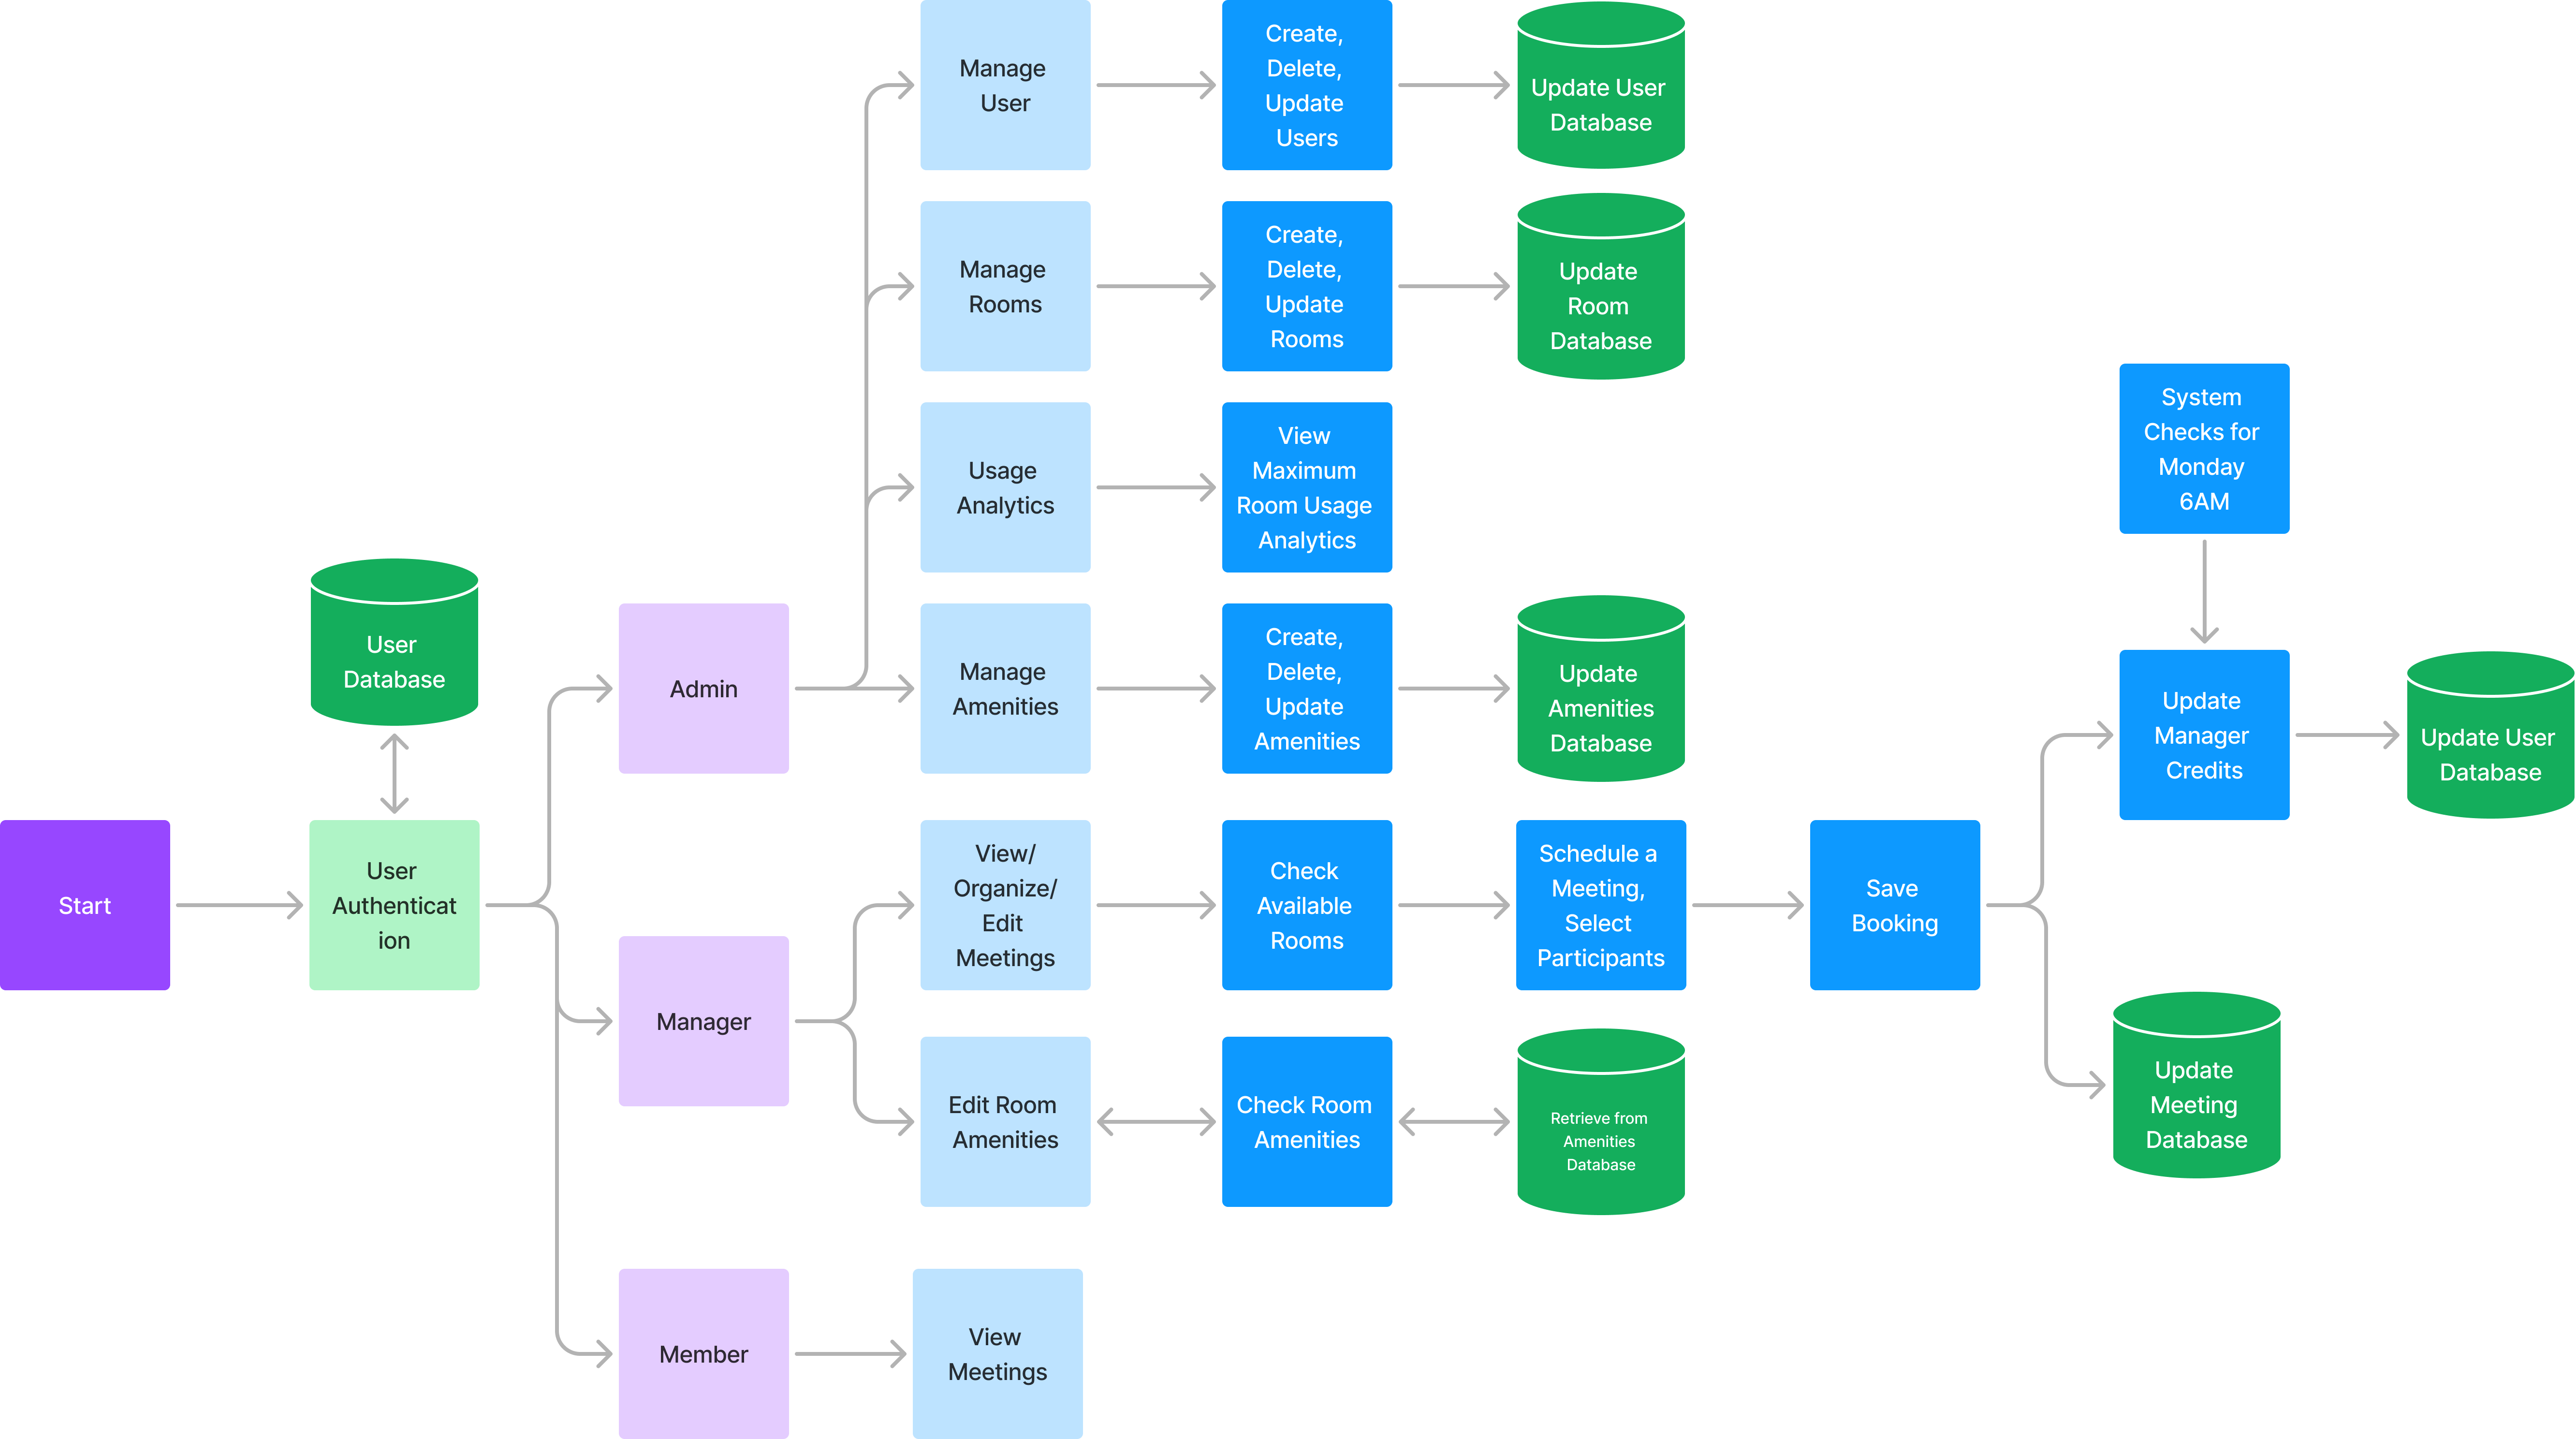 Manage
User
Create,
Delete,
Update
Users
Update User
Database
Manage
Rooms
Create,
Delete,
Update
Rooms
Update
Room
Database
Usage
Analytics
View
Maximum
Room Usage
Analytics
System
Checks for
Monday
6AM
User
Database
Admin
Manage
Amenities
Create,
Delete,
Update
Amenities
Update
Amenities
Database
Update
Manager
Credits
Update User
Database
Start
User
Authenticat
ion
Manager
View/
Organize/
Edit
Meetings
Check
Available
Rooms
Schedule a
Meeting,
Select
Participants
Save
Booking
Edit Room
Amenities
Check Room
Amenities
Retrieve from
Amenities
Database
Update
Meeting
Database
Member
View
Meetings